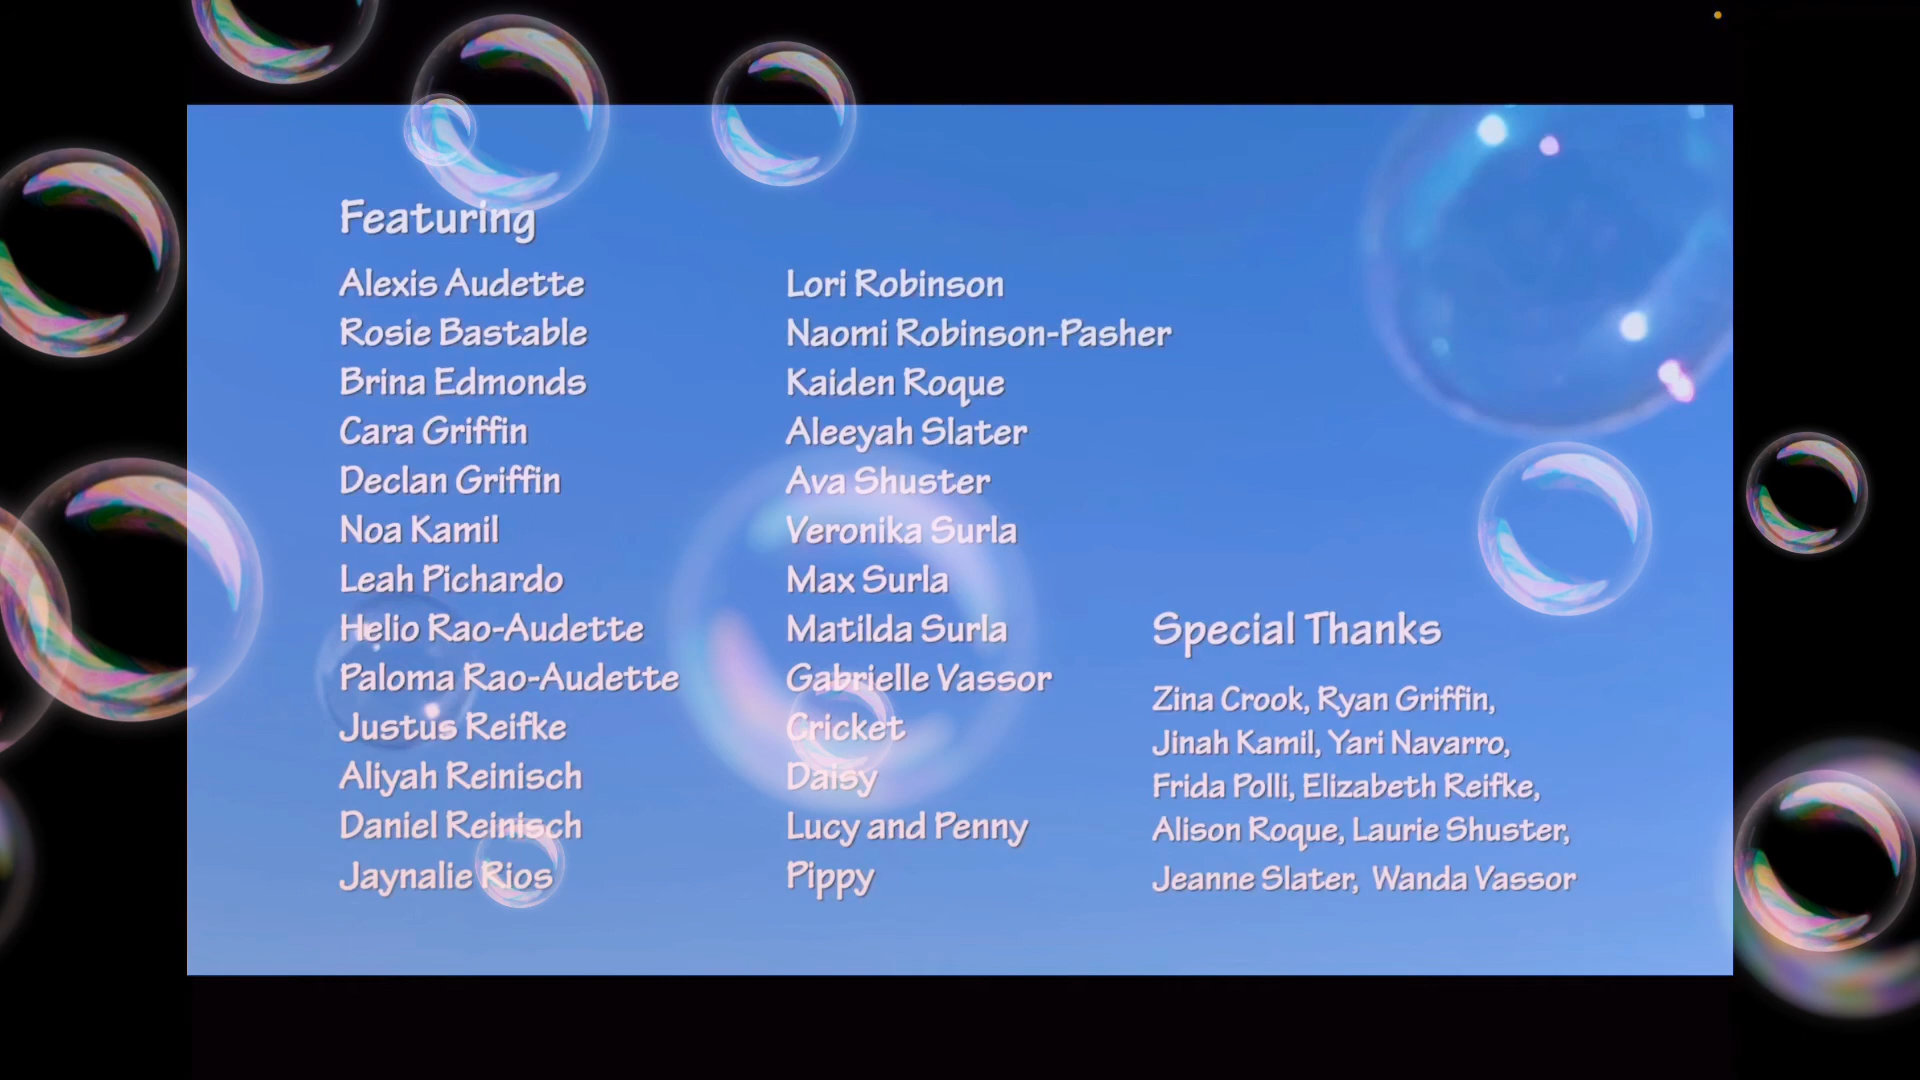 Featuring
Alexis Audette
Rosie Bastable
Brina Edmonds
Cara Griffin
Declan Griffin
Noa Kamil
Leah Pichardo
Helio Rao-Audette
Paloma Rao-Audette
Justus Reifke
Aliyah Reinisch
Daniel Reinisch
Jaynalie Rios
Lori Robinson
Naomi Robinson-Pasher
Kaiden Roque
Aleeyah Slater
Ava Shuster
Veronika Surla
Max Surla
Matilda Surla
Gabrielle Vassor
Cricket
Daisy
Lucy and Penny
Pippy
Special Thanks
Zina Crook, Ryan Griffin,
Jinah Kamil, Yari Navarro,
Frida Polli, Elizabeth Reifke,
Alison Roque, Laurie Shuster,
Jeanne Slater, Wanda Vassor